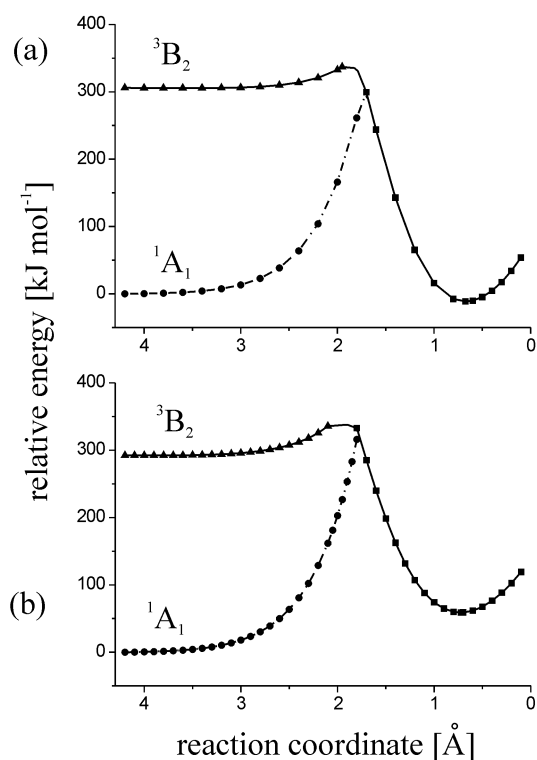 (a)
400
³B₂
300
200
100
¹A₁
0
4 3 2 1 0
relative energy [kJ mol⁻¹]
400
³B₂
300
200
100
(b)
¹A₁
0
4 3 2 1 0
reaction coordinate [Å]